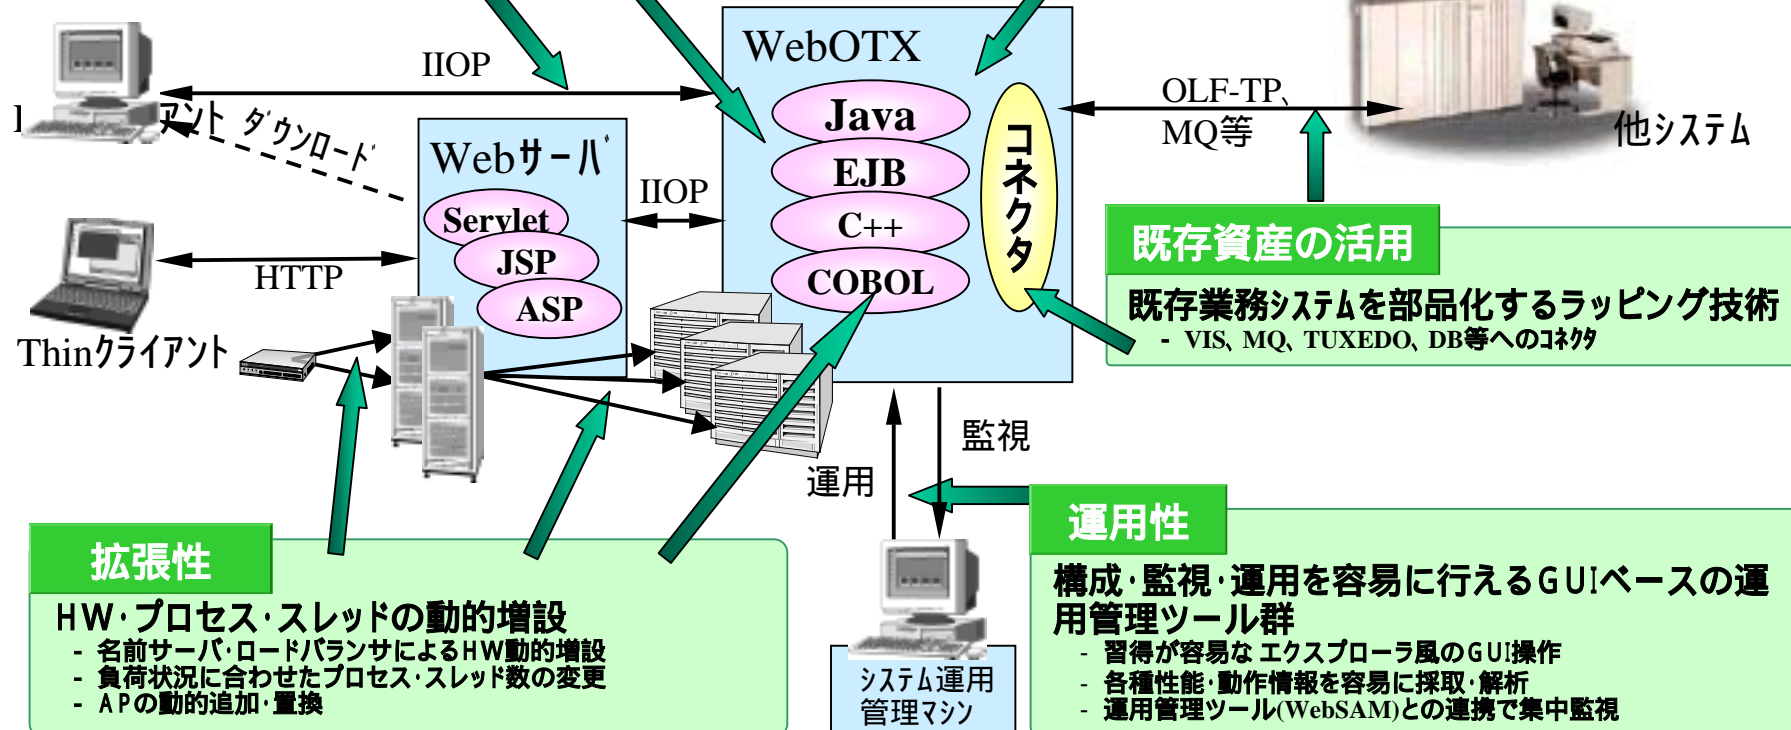 WebOTX
IIOP
Java
EJB
C++
COBOL
コネクタ
OLF-TP、
MQ等
他システム
アント
ダウンロード
Webサーバ
Servlet
JSP
ASP
IIOP
HTTP
Thinクライアント
既存資産の活用
既存業務システムを部品化するラッピング技術
- VIS、MQ、TUXEDO、DB等へのコネクタ
監視
運用
拡張性
HW・プロセス・スレッドの動的増設
- 名前サーバ・ロードバランサによるHW動的増設
- 負荷状況に合わせたプロセス・スレッド数の変更
- APの動的追加・置換
システム運用
管理マシン
運用性
構成・監視・運用を容易に行えるGUIベースの運
用管理ツール群
- 習得が容易な エクスプローラ風のGUI操作
- 各種性能・動作情報を容易に採取・解析
- 運用管理ツール(WebSAM)との連携で集中監視